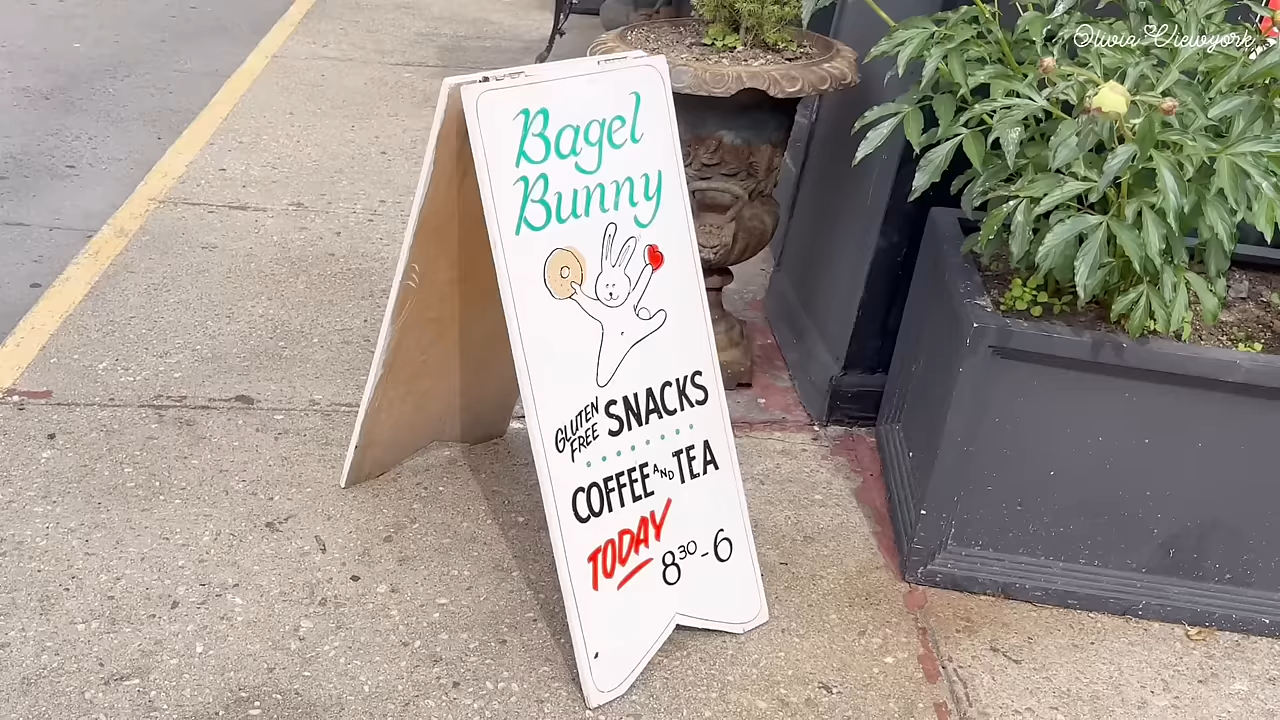 Olivia Viewyork
Bagel
Bunny
GLUTEN
FREE SNACKS
COFFEE AND TEA
TODAY
8³⁰-6